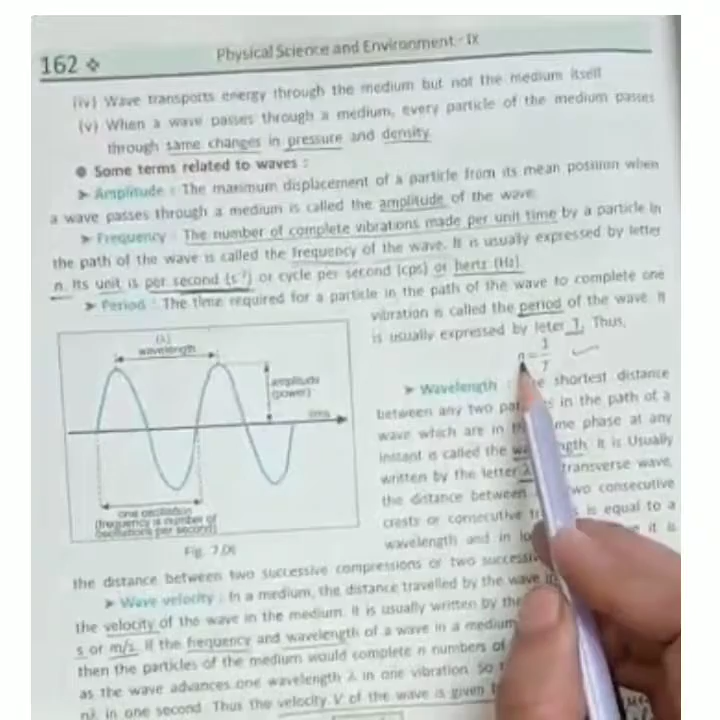 162 ❖ Physical Science and Environment - IX
(iv) Wave transports energy through the medium but not the medium itself
(v) When a wave passes through a medium, every particle of the medium passes
through same changes in pressure and density.
● Some terms related to waves :
➤ Amplitude : The maximum displacement of a particle from its mean position when
a wave passes through a medium is called the amplitude of the wave.
➤ Frequency : The number of complete vibrations made per unit time by a particle in
the path of the wave is called the frequency of the wave. It is usually expressed by letter
n. Its unit is per second (s⁻¹) or cycle per second (cps) or hertz (Hz).
➤ Period : The time required for a particle in the path of the wave to complete one
vibration is called the period of the wave. It
is usually expressed by leter T. Thus,
n = 1/T
(λ)
wavelength
amplitude
(power)
time
one oscillation
(frequency is number of
oscillations per second)
Fig. 7.06
➤ Wavelength : shortest distance
between any two in the path of a
wave which are in me phase at any
instant is called the . It is Usually
written by the letter λ transverse wave,
the distance between two consecutive
crests or consecutive is equal to a
wavelength and in it is
the distance between two successive compressions or two
➤ Wave velocity : In a medium, the distance travelled by the wave in
the velocity of the wave in the medium. It is usually written by the
s or m/s. If the frequency and wavelength of a wave in a medium
then the particles of the medium would complete n numbers of
as the wave advances one wavelength λ in one vibration. So
nλ in one second. Thus the velocity V of the wave is given